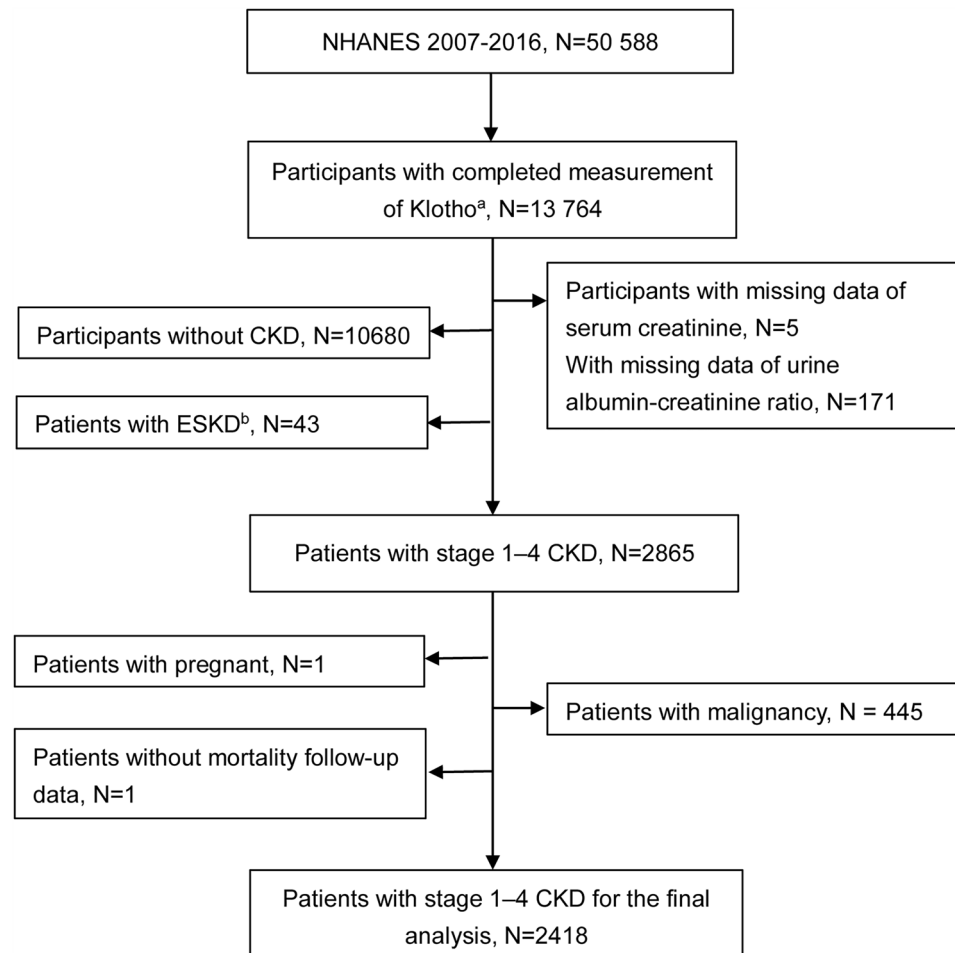 NHANES 2007-2016, N=50 588
Participants with completed measurement
of Klothoᵃ, N=13 764
Participants with missing data of
serum creatinine, N=5
With missing data of urine
albumin-creatinine ratio, N=171
Participants without CKD, N=10680
Patients with ESKDᵇ, N=43
Patients with stage 1–4 CKD, N=2865
Patients with pregnant, N=1
Patients with malignancy, N = 445
Patients without mortality follow-up
data, N=1
Patients with stage 1–4 CKD for the final
analysis, N=2418